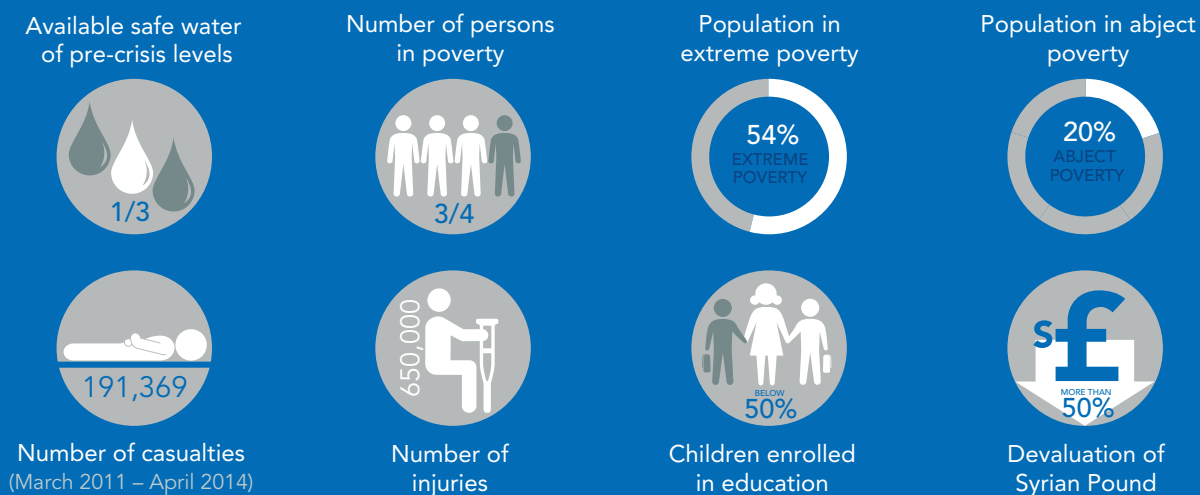 Available safe water
of pre-crisis levels
1/3
Number of persons
in poverty
3/4
Population in
extreme poverty
54%
EXTREME
POVERTY
Population in abject
poverty
20%
ABJECT
POVERTY
191,369
Number of casualties
(March 2011 – April 2014)
650,000
Number of
injuries
BELOW
50%
Children enrolled
in education
S£
MORE THAN
50%
Devaluation of
Syrian Pound